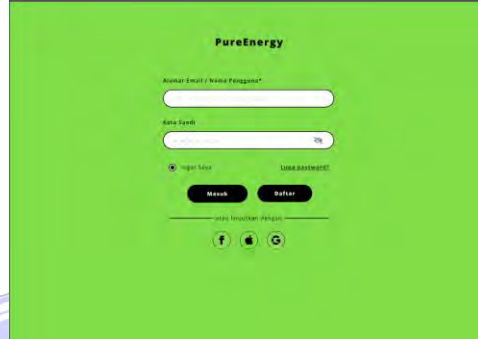 PureEnergy
Alamat Email / Nama Pengguna*
Kata Sandi
Ingat Saya
Lupa password?
Masuk
Daftar
atau lanjutkan dengan
f
G